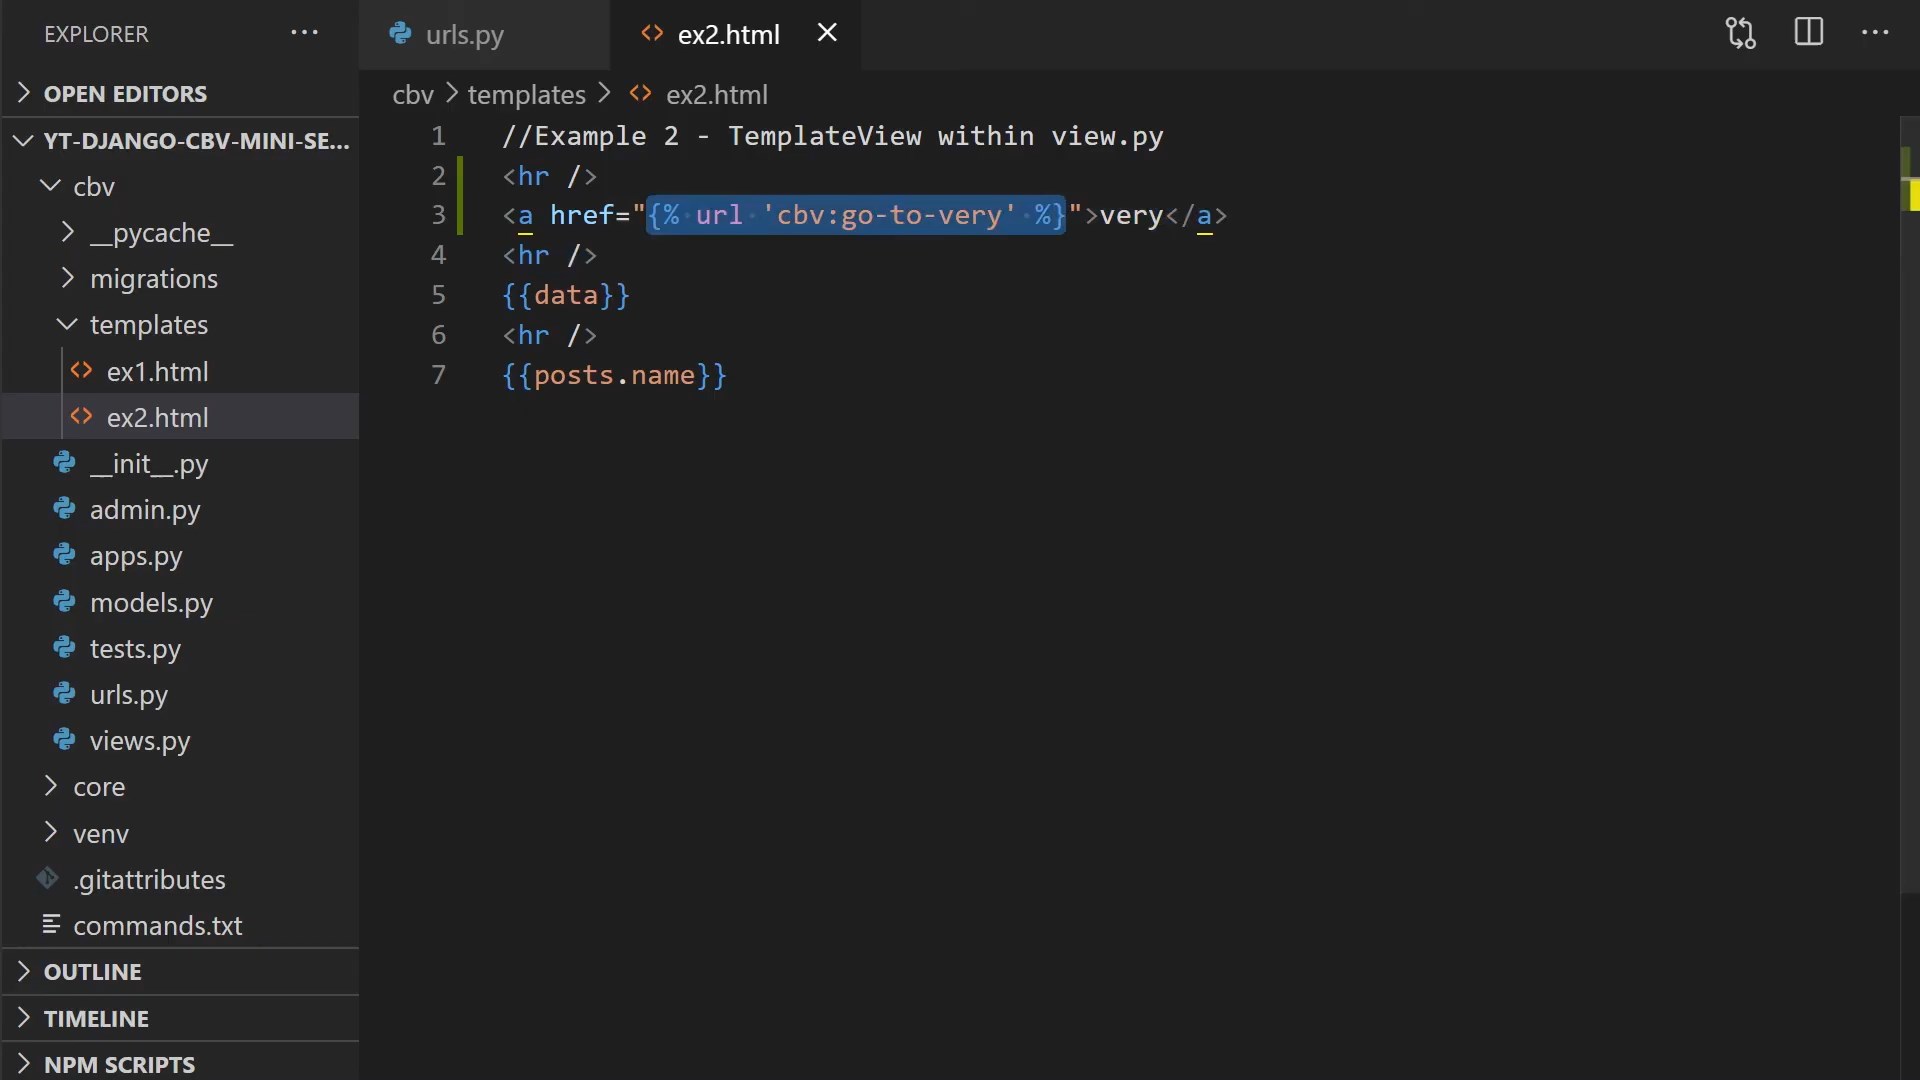 EXPLORER
OPEN EDITORS
YT-DJANGO-CBV-MINI-SE...
cbv
__pycache__
migrations
templates
ex1.html
ex2.html
__init__.py
admin.py
apps.py
models.py
tests.py
urls.py
views.py
core
venv
.gitattributes
commands.txt
OUTLINE
TIMELINE
NPM SCRIPTS
urls.py
ex2.html
cbv > templates > ex2.html
1 //Example 2 - TemplateView within view.py
2 <hr />
3 <a href="{% url 'cbv:go-to-very' %}">very</a>
4 <hr />
5 {{data}}
6 <hr />
7 {{posts.name}}